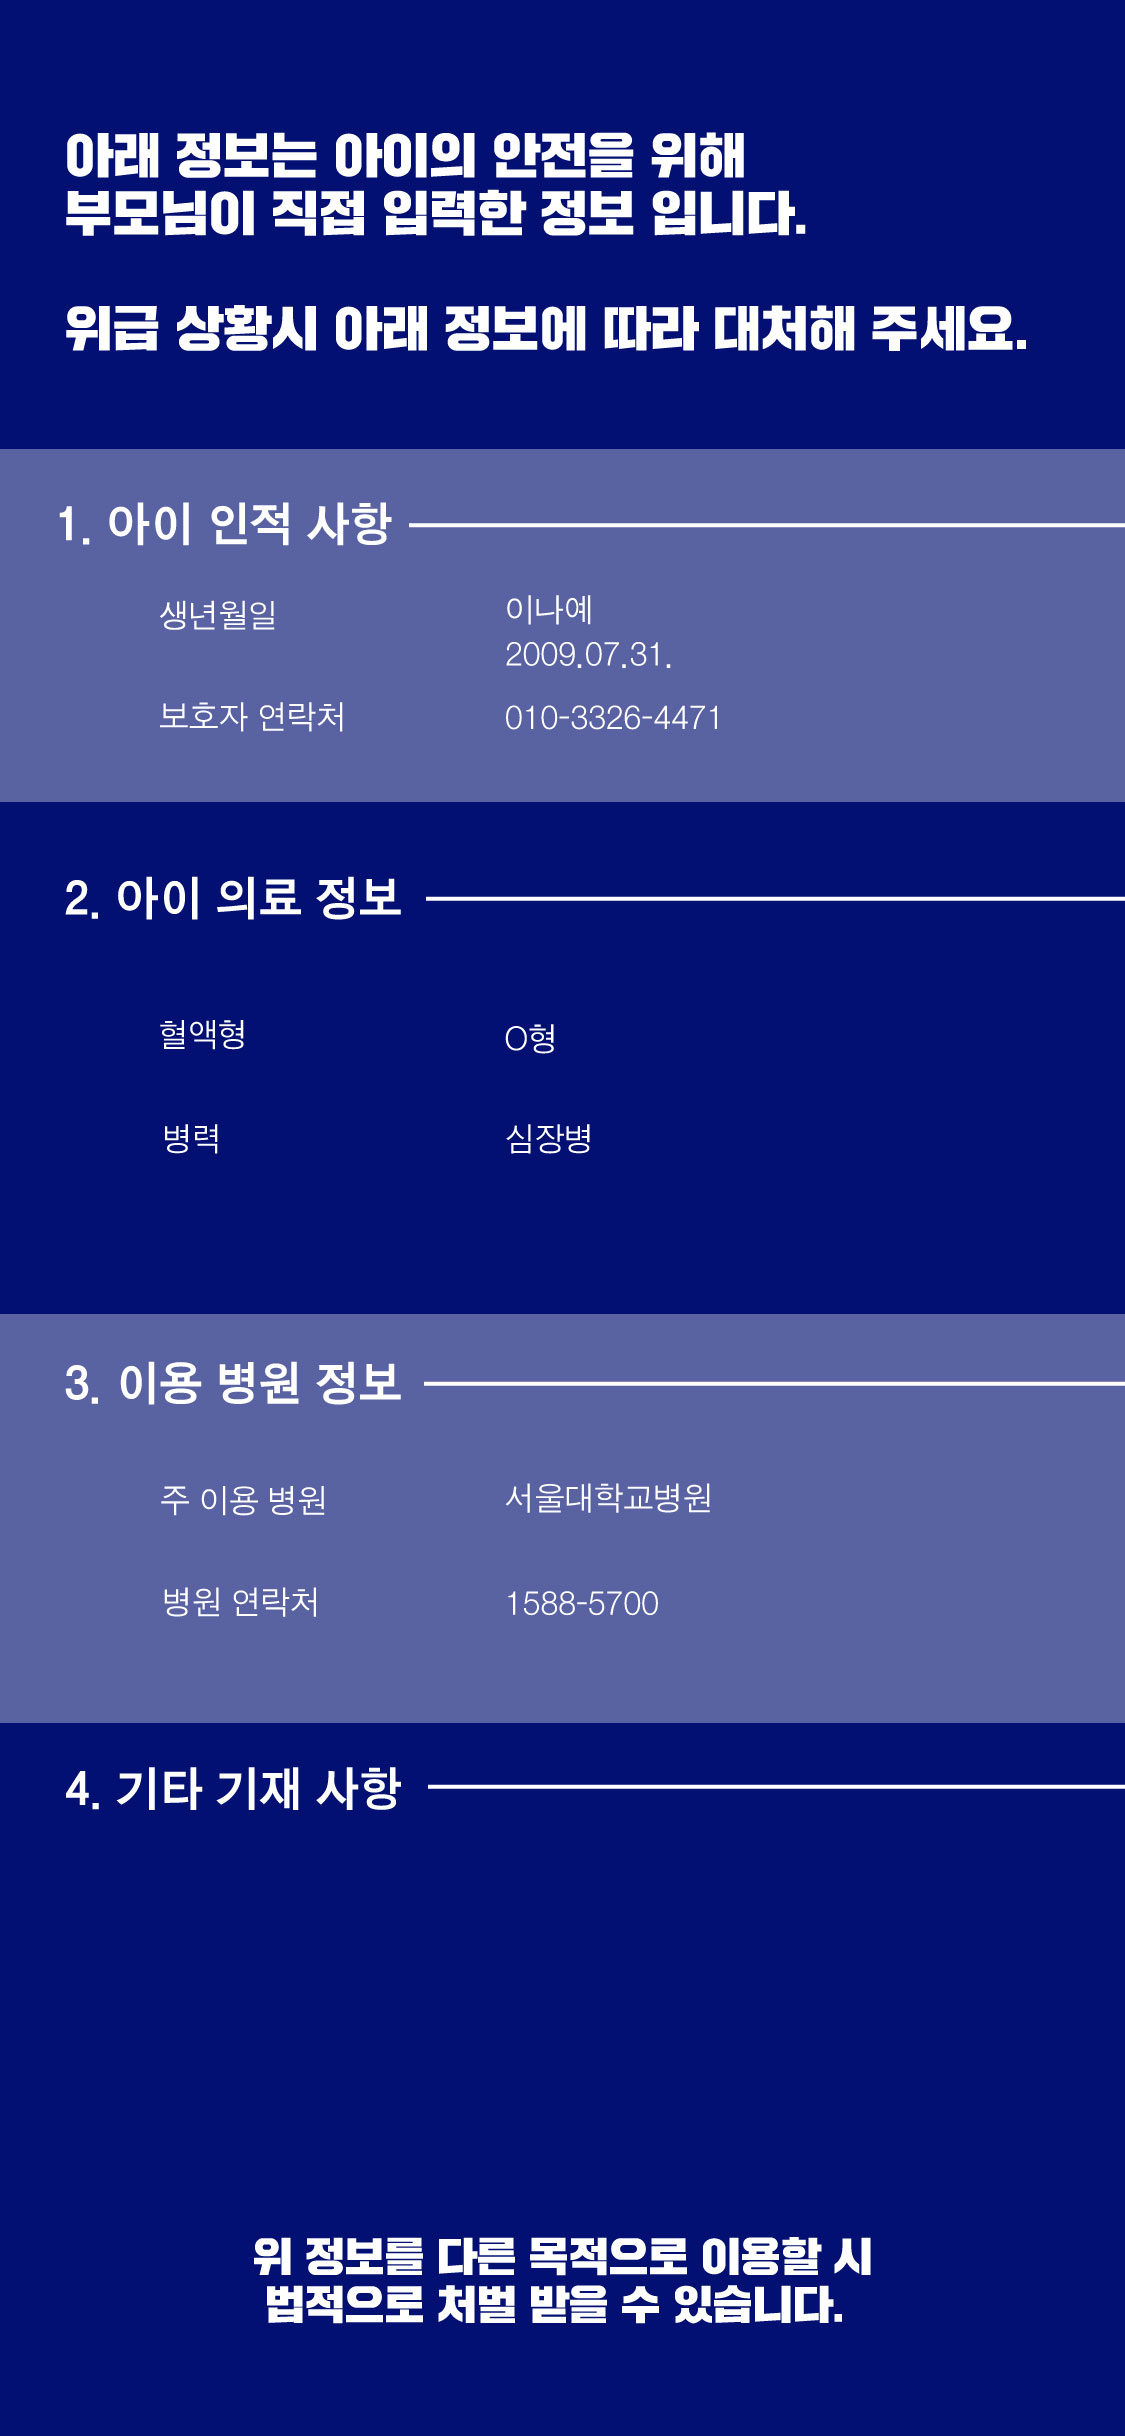 아래 정보는 아이의 안전을 위해
부모님이 직접 입력한 정보 입니다.
위급 상황시 아래 정보에 따라 대처해 주세요.
1. 아이 인적 사항
생년월일
이나예
2009.07.31.
보호자 연락처
010-3326-4471
2. 아이 의료 정보
혈액형
O형
병력
심장병
3. 이용 병원 정보
주 이용 병원
서울대학교병원
병원 연락처
1588-5700
4. 기타 기재 사항
위 정보를 다른 목적으로 이용할 시
법적으로 처벌 받을 수 있습니다.